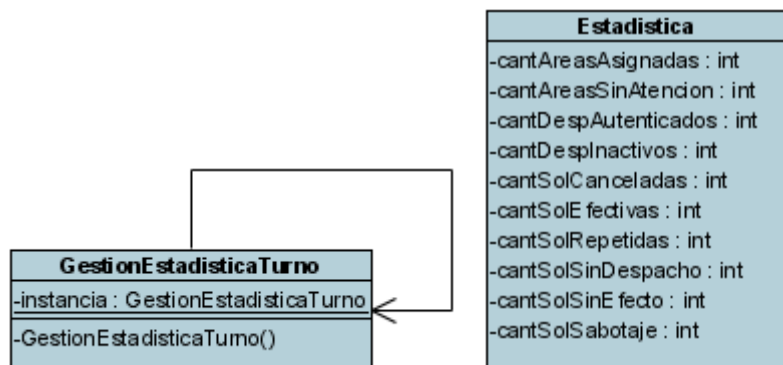 GestionEstadisticaTurno
-instancia : GestionEstadisticaTurno
-GestionEstadisticaTurno()
Estadistica
-cantAreasAsignadas : int
-cantAreasSinAtencion : int
-cantDespAutenticados : int
-cantDespInactivos : int
-cantSolCanceladas : int
-cantSolEfectivas : int
-cantSolRepetidas : int
-cantSolSinDespacho : int
-cantSolSinEfecto : int
-cantSolSabotaje : int